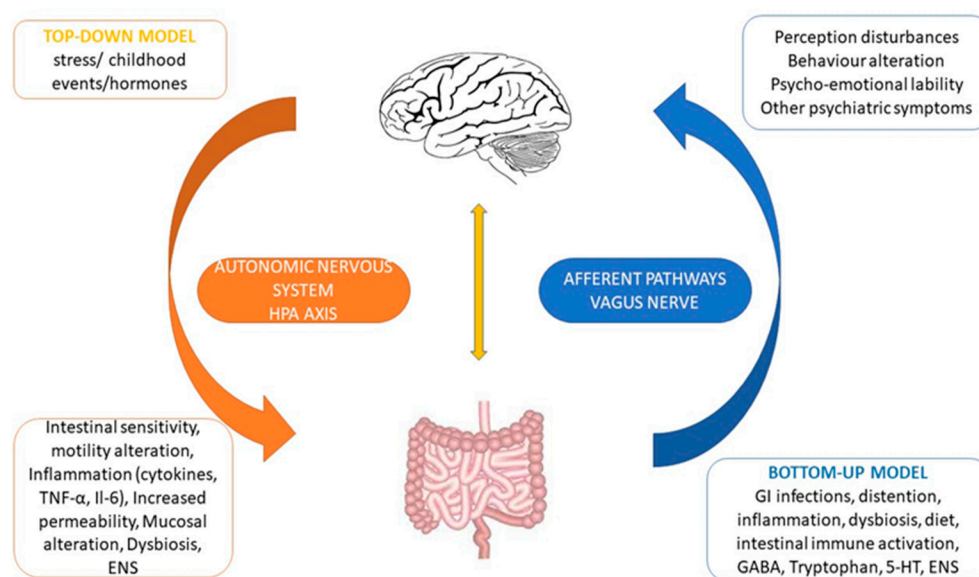 TOP-DOWN MODEL
stress/ childhood
events/hormones
Perception disturbances
Behaviour alteration
Psycho-emotional lability
Other psychiatric symptoms
AUTONOMIC NERVOUS
SYSTEM
HPA AXIS
AFFERENT PATHWAYS
VAGUS NERVE
Intestinal sensitivity,
motility alteration,
Inflammation (cytokines,
TNF-α, Il-6), Increased
permeability, Mucosal
alteration, Dysbiosis,
ENS
BOTTOM-UP MODEL
GI infections, distention,
inflammation, dysbiosis, diet,
intestinal immune activation,
GABA, Tryptophan, 5-HT, ENS